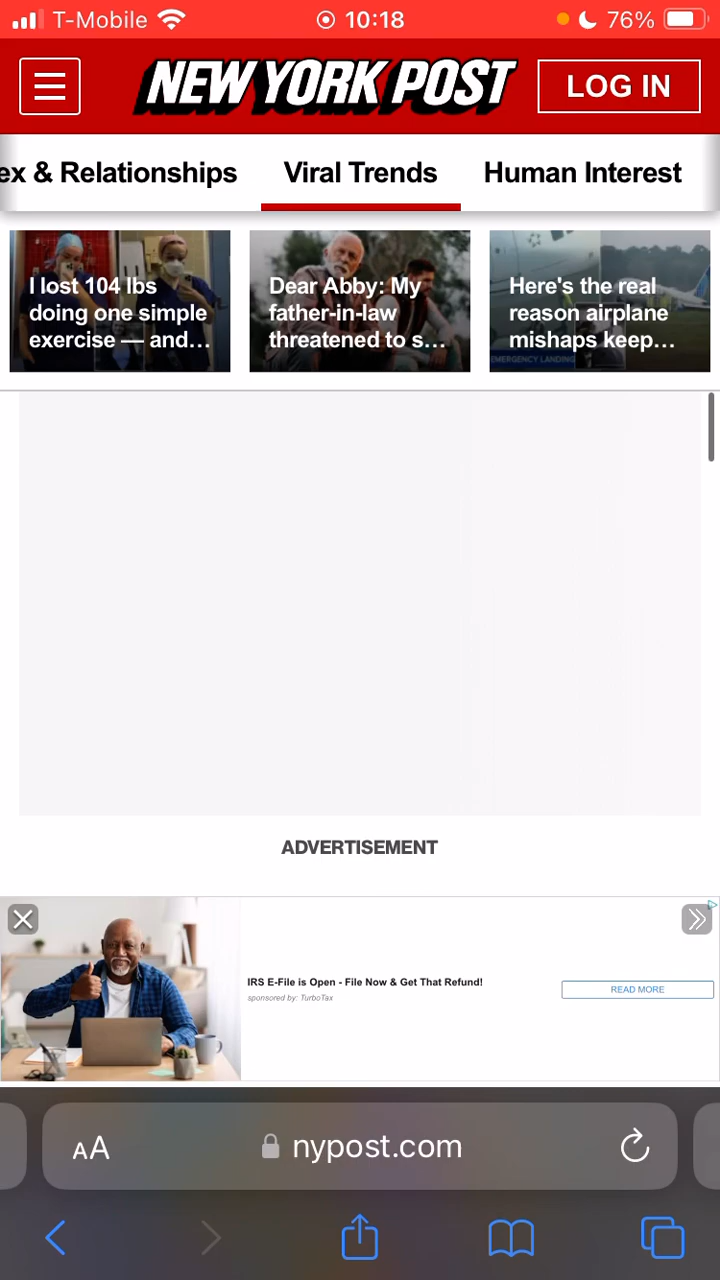 T-Mobile 10:18 76%
NEW YORK POST
LOG IN
ex & Relationships
Viral Trends
Human Interest
I lost 104 lbs
doing one simple
exercise — and...
Dear Abby: My
father-in-law
threatened to s...
Here's the real
reason airplane
mishaps keep...
EMERGENCY LANDING
ADVERTISEMENT
IRS E-File is Open - File Now & Get That Refund!
sponsored by: TurboTax
READ MORE
AA
nypost.com